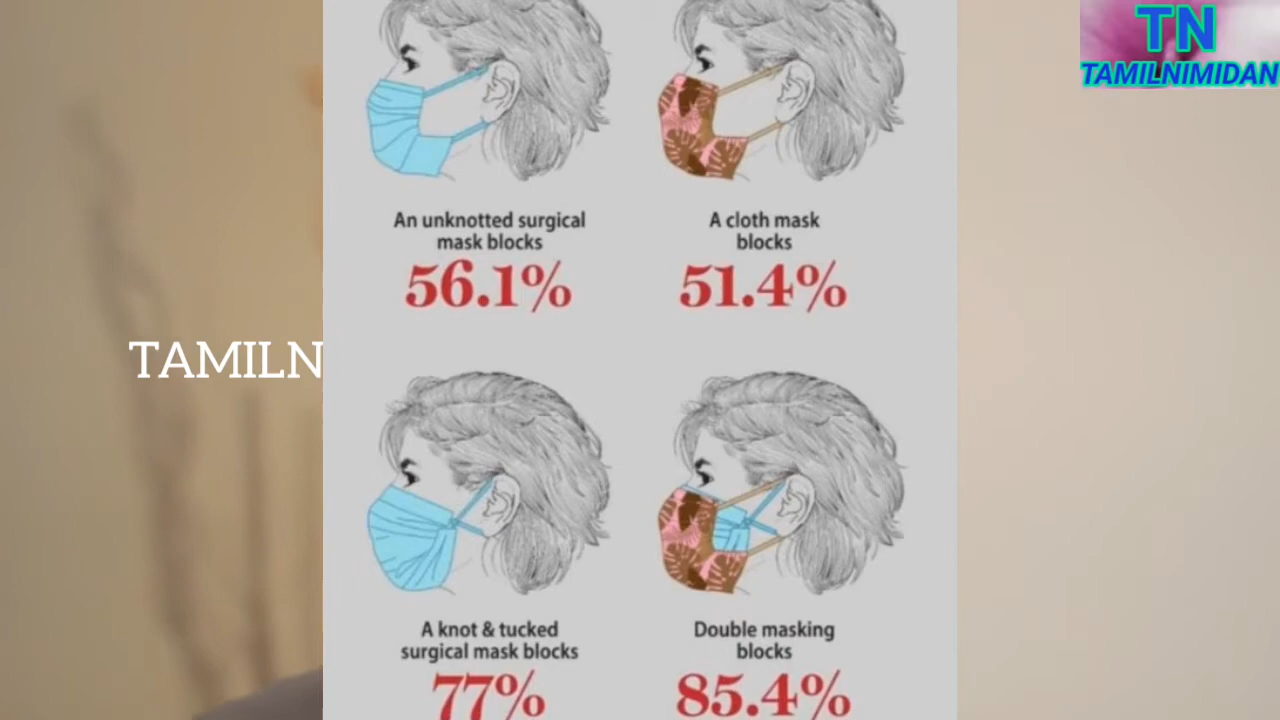 TN
TAMILNIMIDAN
An unknotted surgical
mask blocks
56.1%
A cloth mask
blocks
51.4%
TAMILN
A knot & tucked
surgical mask blocks
77%
Double masking
blocks
85.4%